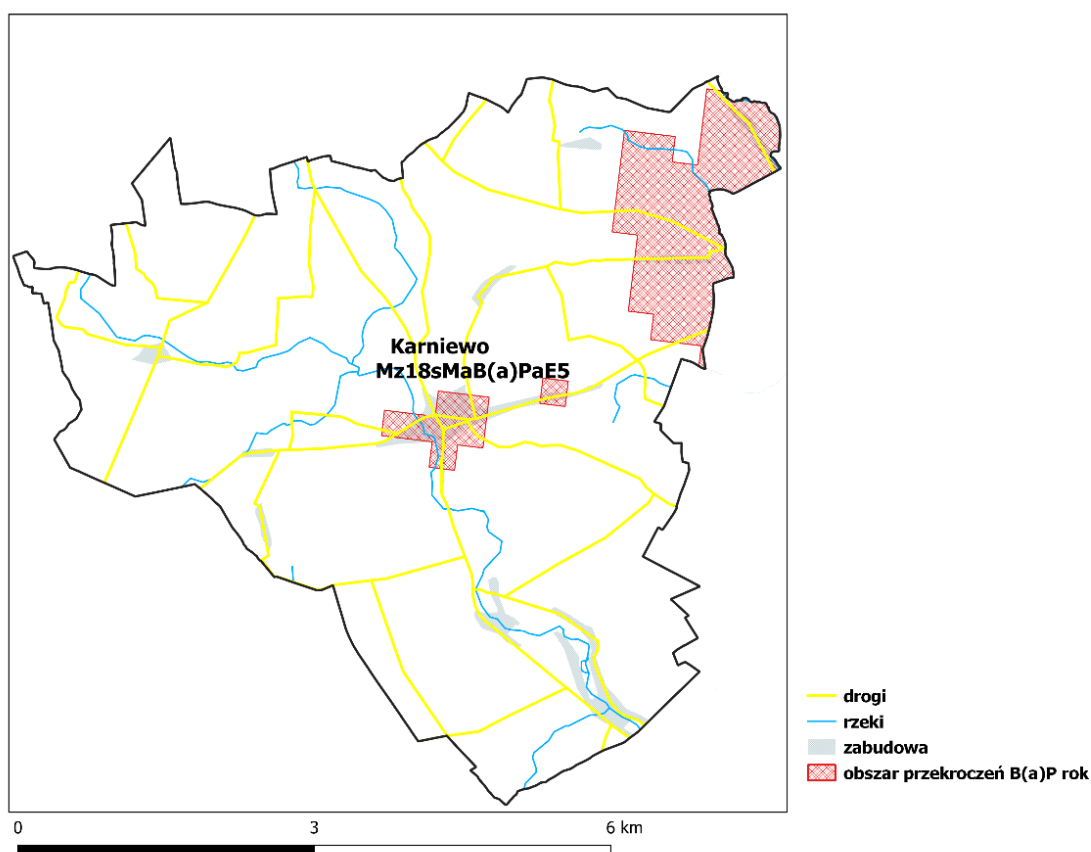 Karniewo
Mz18sMaB(a)PaE5
drogi
rzeki
zabudowa
obszar przekroczeń B(a)P rok
0 3 6 km